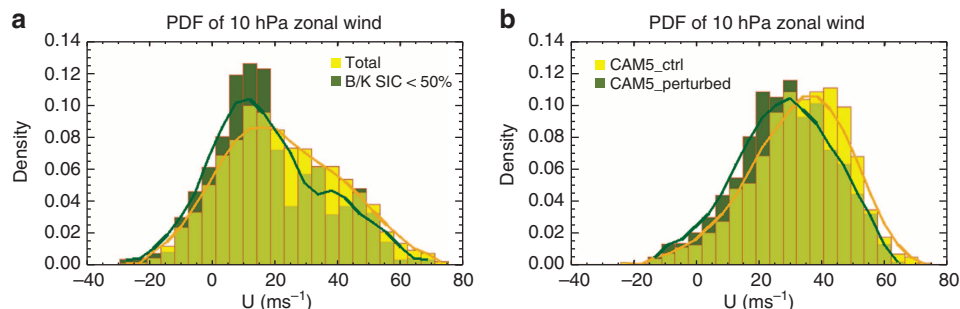 a
PDF of 10 hPa zonal wind
0.14
0.12
0.10
0.08
0.06
0.04
0.02
0.00
Density
Total
B/K SIC < 50%
−40 −20 0 20 40 60 80
U (ms⁻¹)
b
PDF of 10 hPa zonal wind
0.14
0.12
0.10
0.08
0.06
0.04
0.02
0.00
Density
CAM5_ctrl
CAM5_perturbed
−40 −20 0 20 40 60 80
U (ms⁻¹)